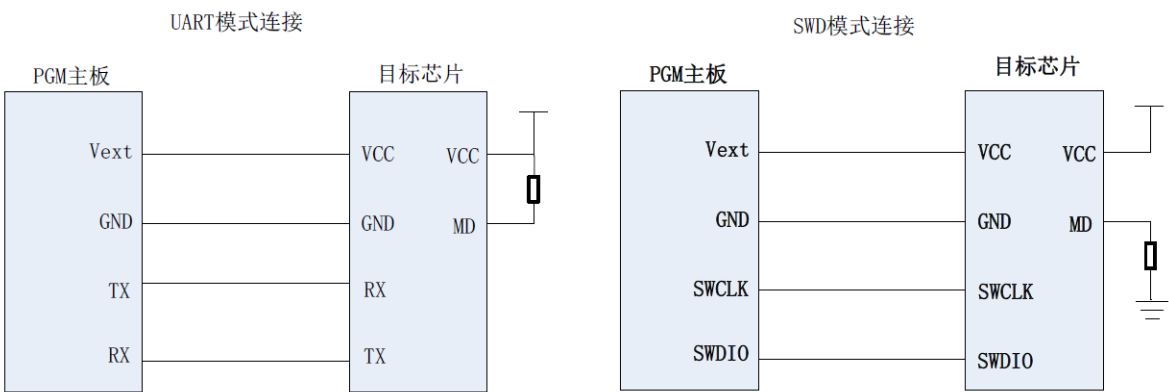 UART模式连接
PGM主板
目标芯片
Vext
VCC
VCC
GND
GND
MD
TX
RX
RX
TX
SWD模式连接
PGM主板
目标芯片
Vext
VCC
VCC
GND
GND
MD
SWCLK
SWCLK
SWDIO
SWDIO